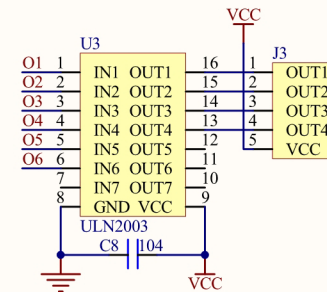 VCC
U3
J3
O1 1 IN1 OUT1 16 1 OUT1
O2 2 IN2 OUT2 15 2 OUT2
O3 3 IN3 OUT3 14 3 OUT3
O4 4 IN4 OUT4 13 4 OUT4
O5 5 IN5 OUT5 12 5 VCC
O6 6 IN6 OUT6 11
7 IN7 OUT7 10
8 GND VCC 9
ULN2003
C8 104
VCC